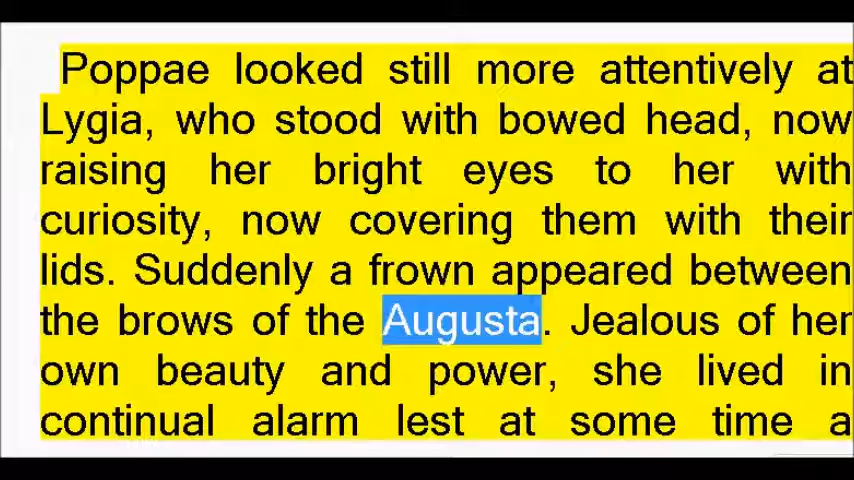 Poppae looked still more attentively at
Lygia, who stood with bowed head, now
raising her bright eyes to her with
curiosity, now covering them with their
lids. Suddenly a frown appeared between
the brows of the Augusta. Jealous of her
own beauty and power, she lived in
continual alarm lest at some time a